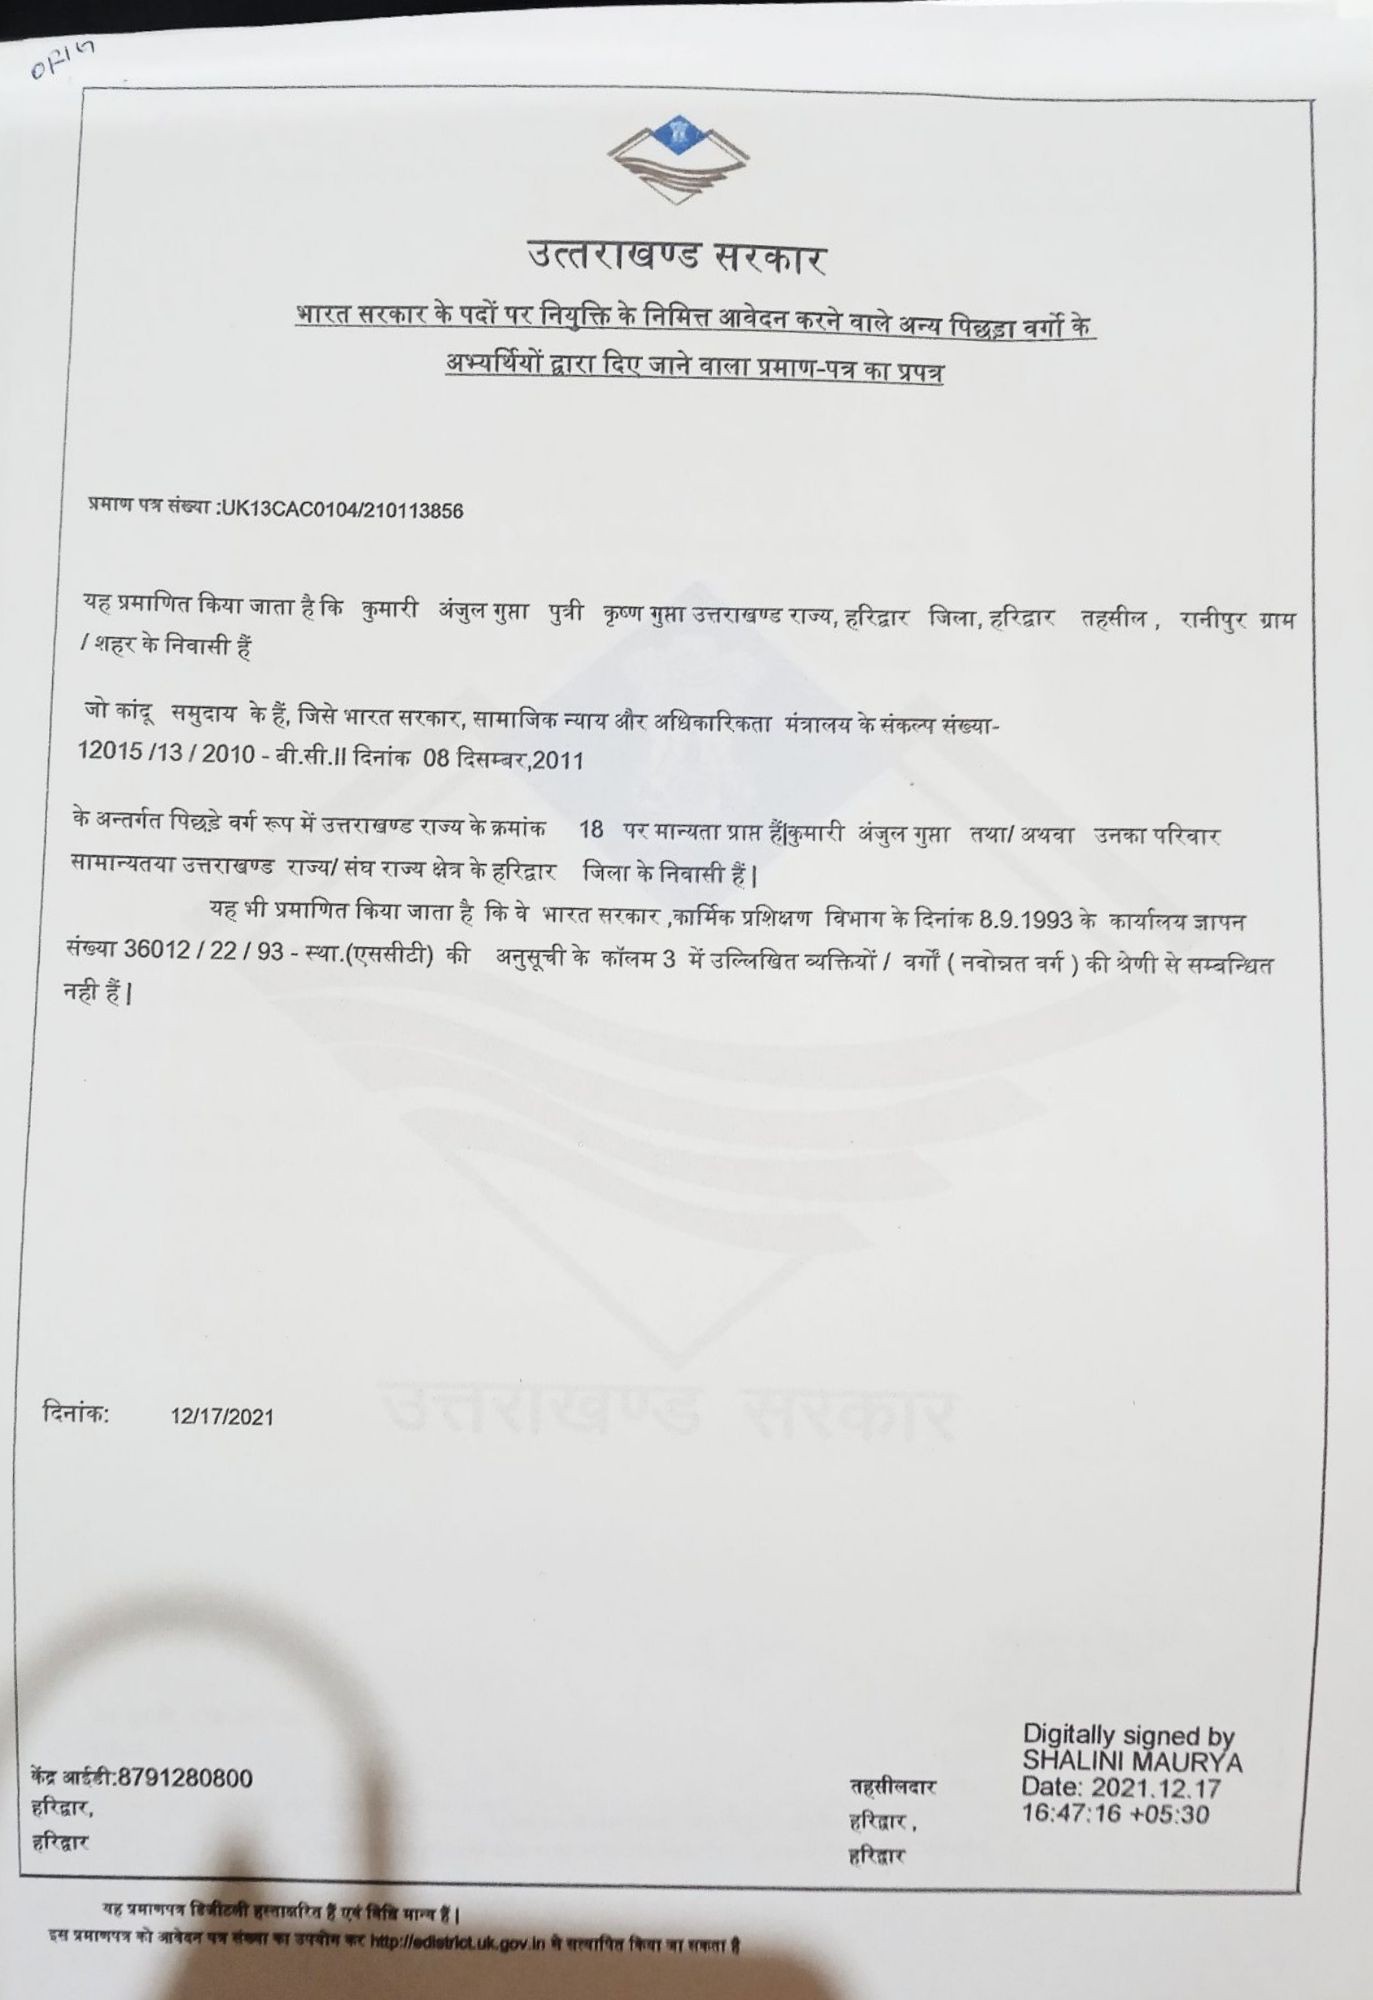 उत्तराखण्ड सरकार
भारत सरकार के पदों पर नियुक्ति के निमित्त आवेदन करने वाले अन्य पिछड़ा वर्गो के
अभ्यर्थियों द्वारा दिए जाने वाला प्रमाण-पत्र का प्रपत्र
प्रमाण पत्र संख्या :UK13CAC0104/210113856
यह प्रमाणित किया जाता है कि कुमारी अंजुल गुप्ता पुत्री कृष्ण गुप्ता उत्तराखण्ड राज्य, हरिद्वार जिला, हरिद्वार तहसील , रानीपुर ग्राम
/ शहर के निवासी हैं
जो कांदू समुदाय के हैं, जिसे भारत सरकार, सामाजिक न्याय और अधिकारिकता मंत्रालय के संकल्प संख्या-
12015 /13 / 2010 - बी.सी.II दिनांक 08 दिसम्बर,2011
के अन्तर्गत पिछड़े वर्ग रूप में उत्तराखण्ड राज्य के क्रमांक 18 पर मान्यता प्राप्त हैं|कुमारी अंजुल गुप्ता तथा/ अथवा उनका परिवार
सामान्यतया उत्तराखण्ड राज्य/ संघ राज्य क्षेत्र के हरिद्वार जिला के निवासी हैं |
यह भी प्रमाणित किया जाता है कि वे भारत सरकार ,कार्मिक प्रशिक्षण विभाग के दिनांक 8.9.1993 के कार्यालय ज्ञापन
संख्या 36012 / 22 / 93 - स्था.(एससीटी) की अनुसूची के कॉलम 3 में उल्लिखित व्यक्तियों / वर्गों ( नवोन्नत वर्ग ) की श्रेणी से सम्बन्धित
नही हैं |
उत्तराखण्ड सरकार
दिनांक: 12/17/2021
केंद्र आईडी:8791280800
हरिद्वार,
हरिद्वार
तहसीलदार
हरिद्वार ,
हरिद्वार
Digitally signed by
SHALINI MAURYA
Date: 2021.12.17
16:47:16 +05:30
यह प्रमाणपत्र डिजीटली हस्ताक्षरित हैं एवं विधि मान्य हैं |
इस प्रमाणपत्र को आवेदन पत्र संख्या का उपयोग कर http://edistrict.uk.gov.in से सत्यापित किया जा सकता है